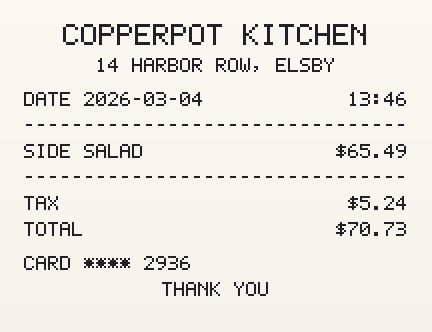 COPPERPOT KITCHEN
14 HARBOR ROW, ELSBY
DATE 2026-03-04 13:46
--------------------------------
SIDE SALAD $65.49
--------------------------------
TAX $5.24
TOTAL $70.73
CARD **** 2936
THANK YOU